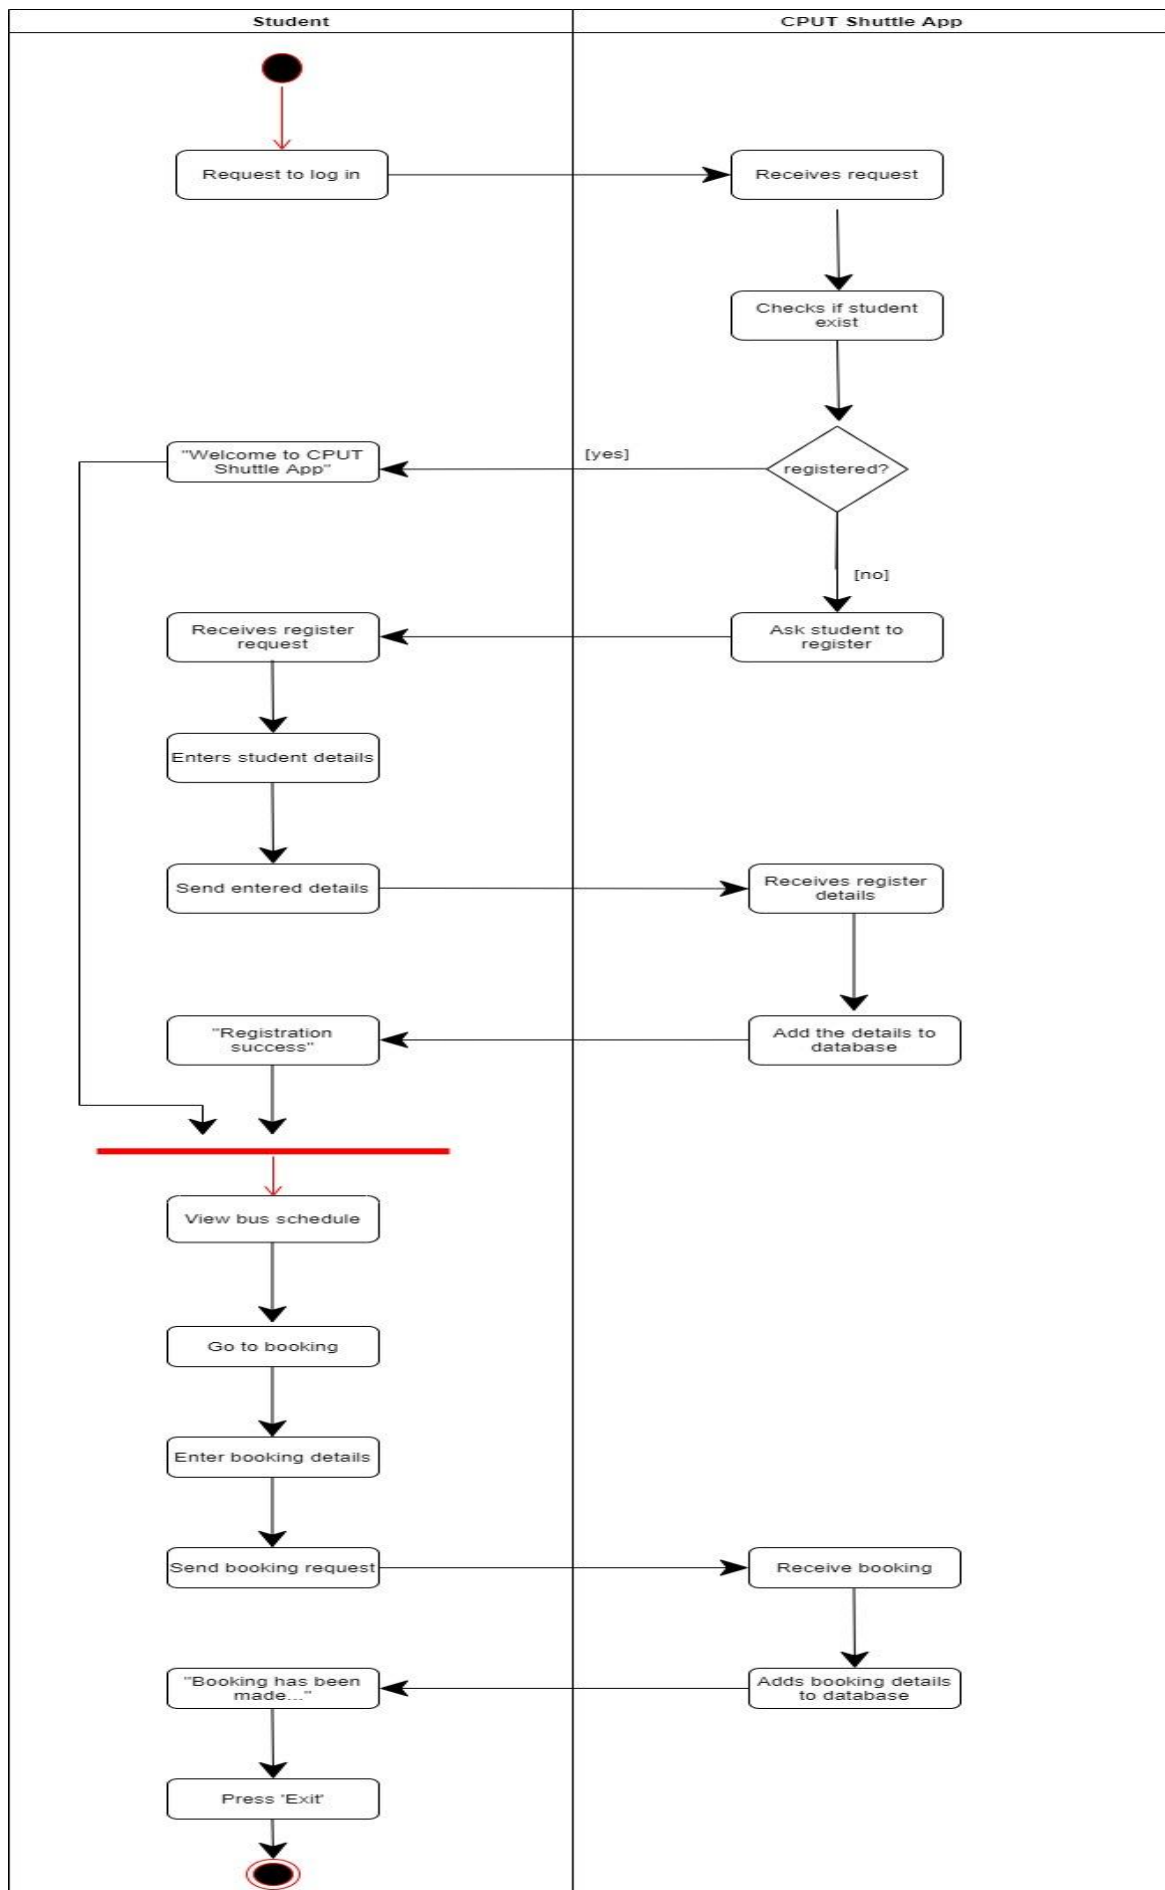 Student
CPUT Shuttle App
Request to log in
Receives request
Checks if student
exist
"Welcome to CPUT
Shuttle App"
[yes]
registered?
[no]
Receives register
request
Ask student to
register
Enters student details
Send entered details
Receives register
details
"Registration
success"
Add the details to
database
View bus schedule
Go to booking
Enter booking details
Send booking request
Receive booking
"Booking has been
made..."
Adds booking details
to database
Press 'Exit'